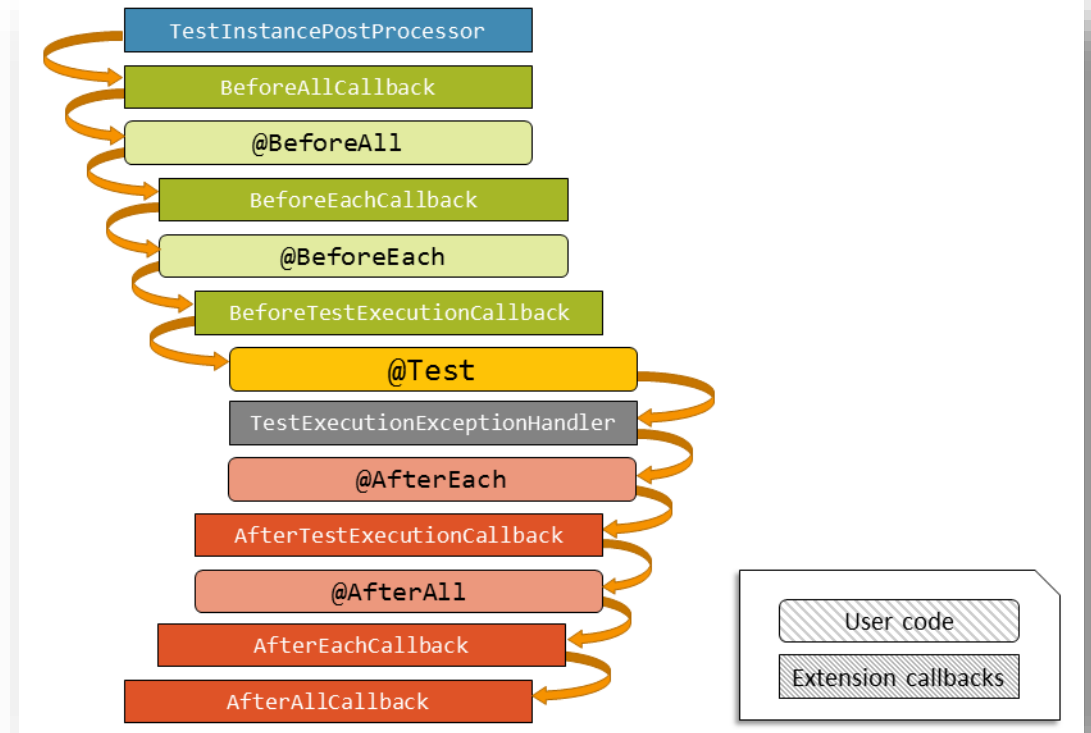 TestInstancePostProcessor
BeforeAllCallback
@BeforeAll
BeforeEachCallback
@BeforeEach
BeforeTestExecutionCallback
@Test
TestExecutionExceptionHandler
@AfterEach
AfterTestExecutionCallback
@AfterAll
AfterEachCallback
AfterAllCallback
User code
Extension callbacks